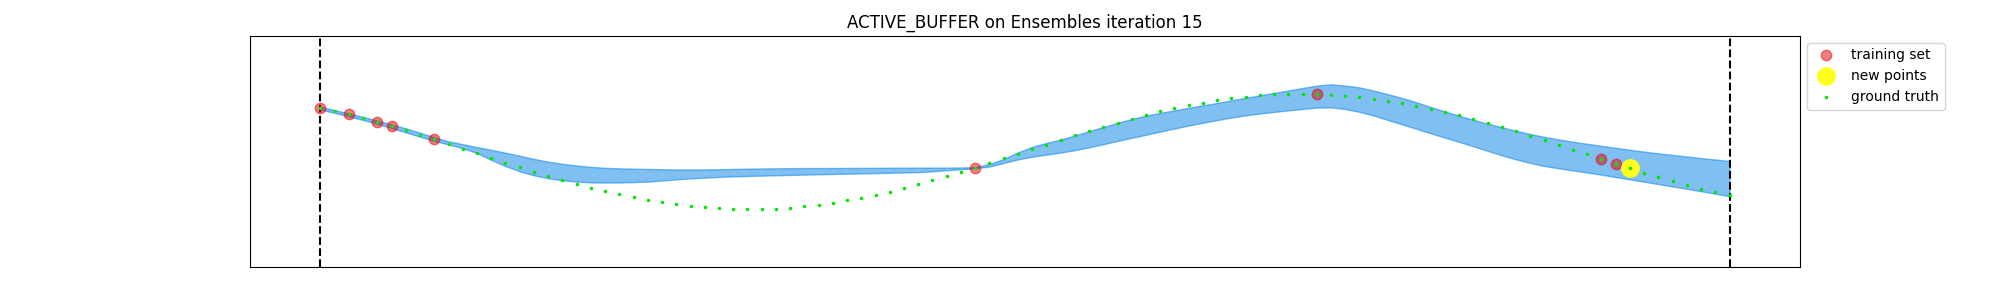 ACTIVE_BUFFER on Ensembles iteration 15
training set
new points
ground truth